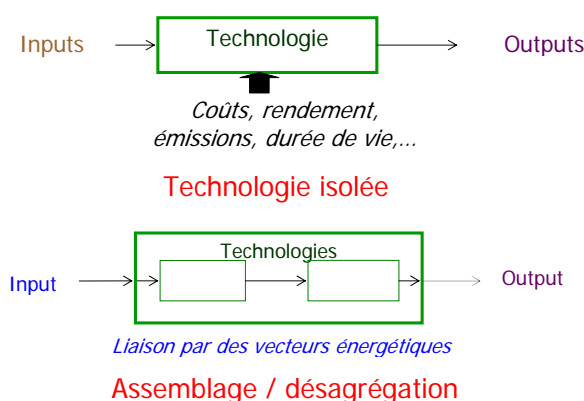 Inputs
Technologie
Outputs
Coûts, rendement,
émissions, durée de vie,...
Technologie isolée
Technologies
Input
Output
Liaison par des vecteurs énergétiques
Assemblage / désagrégation